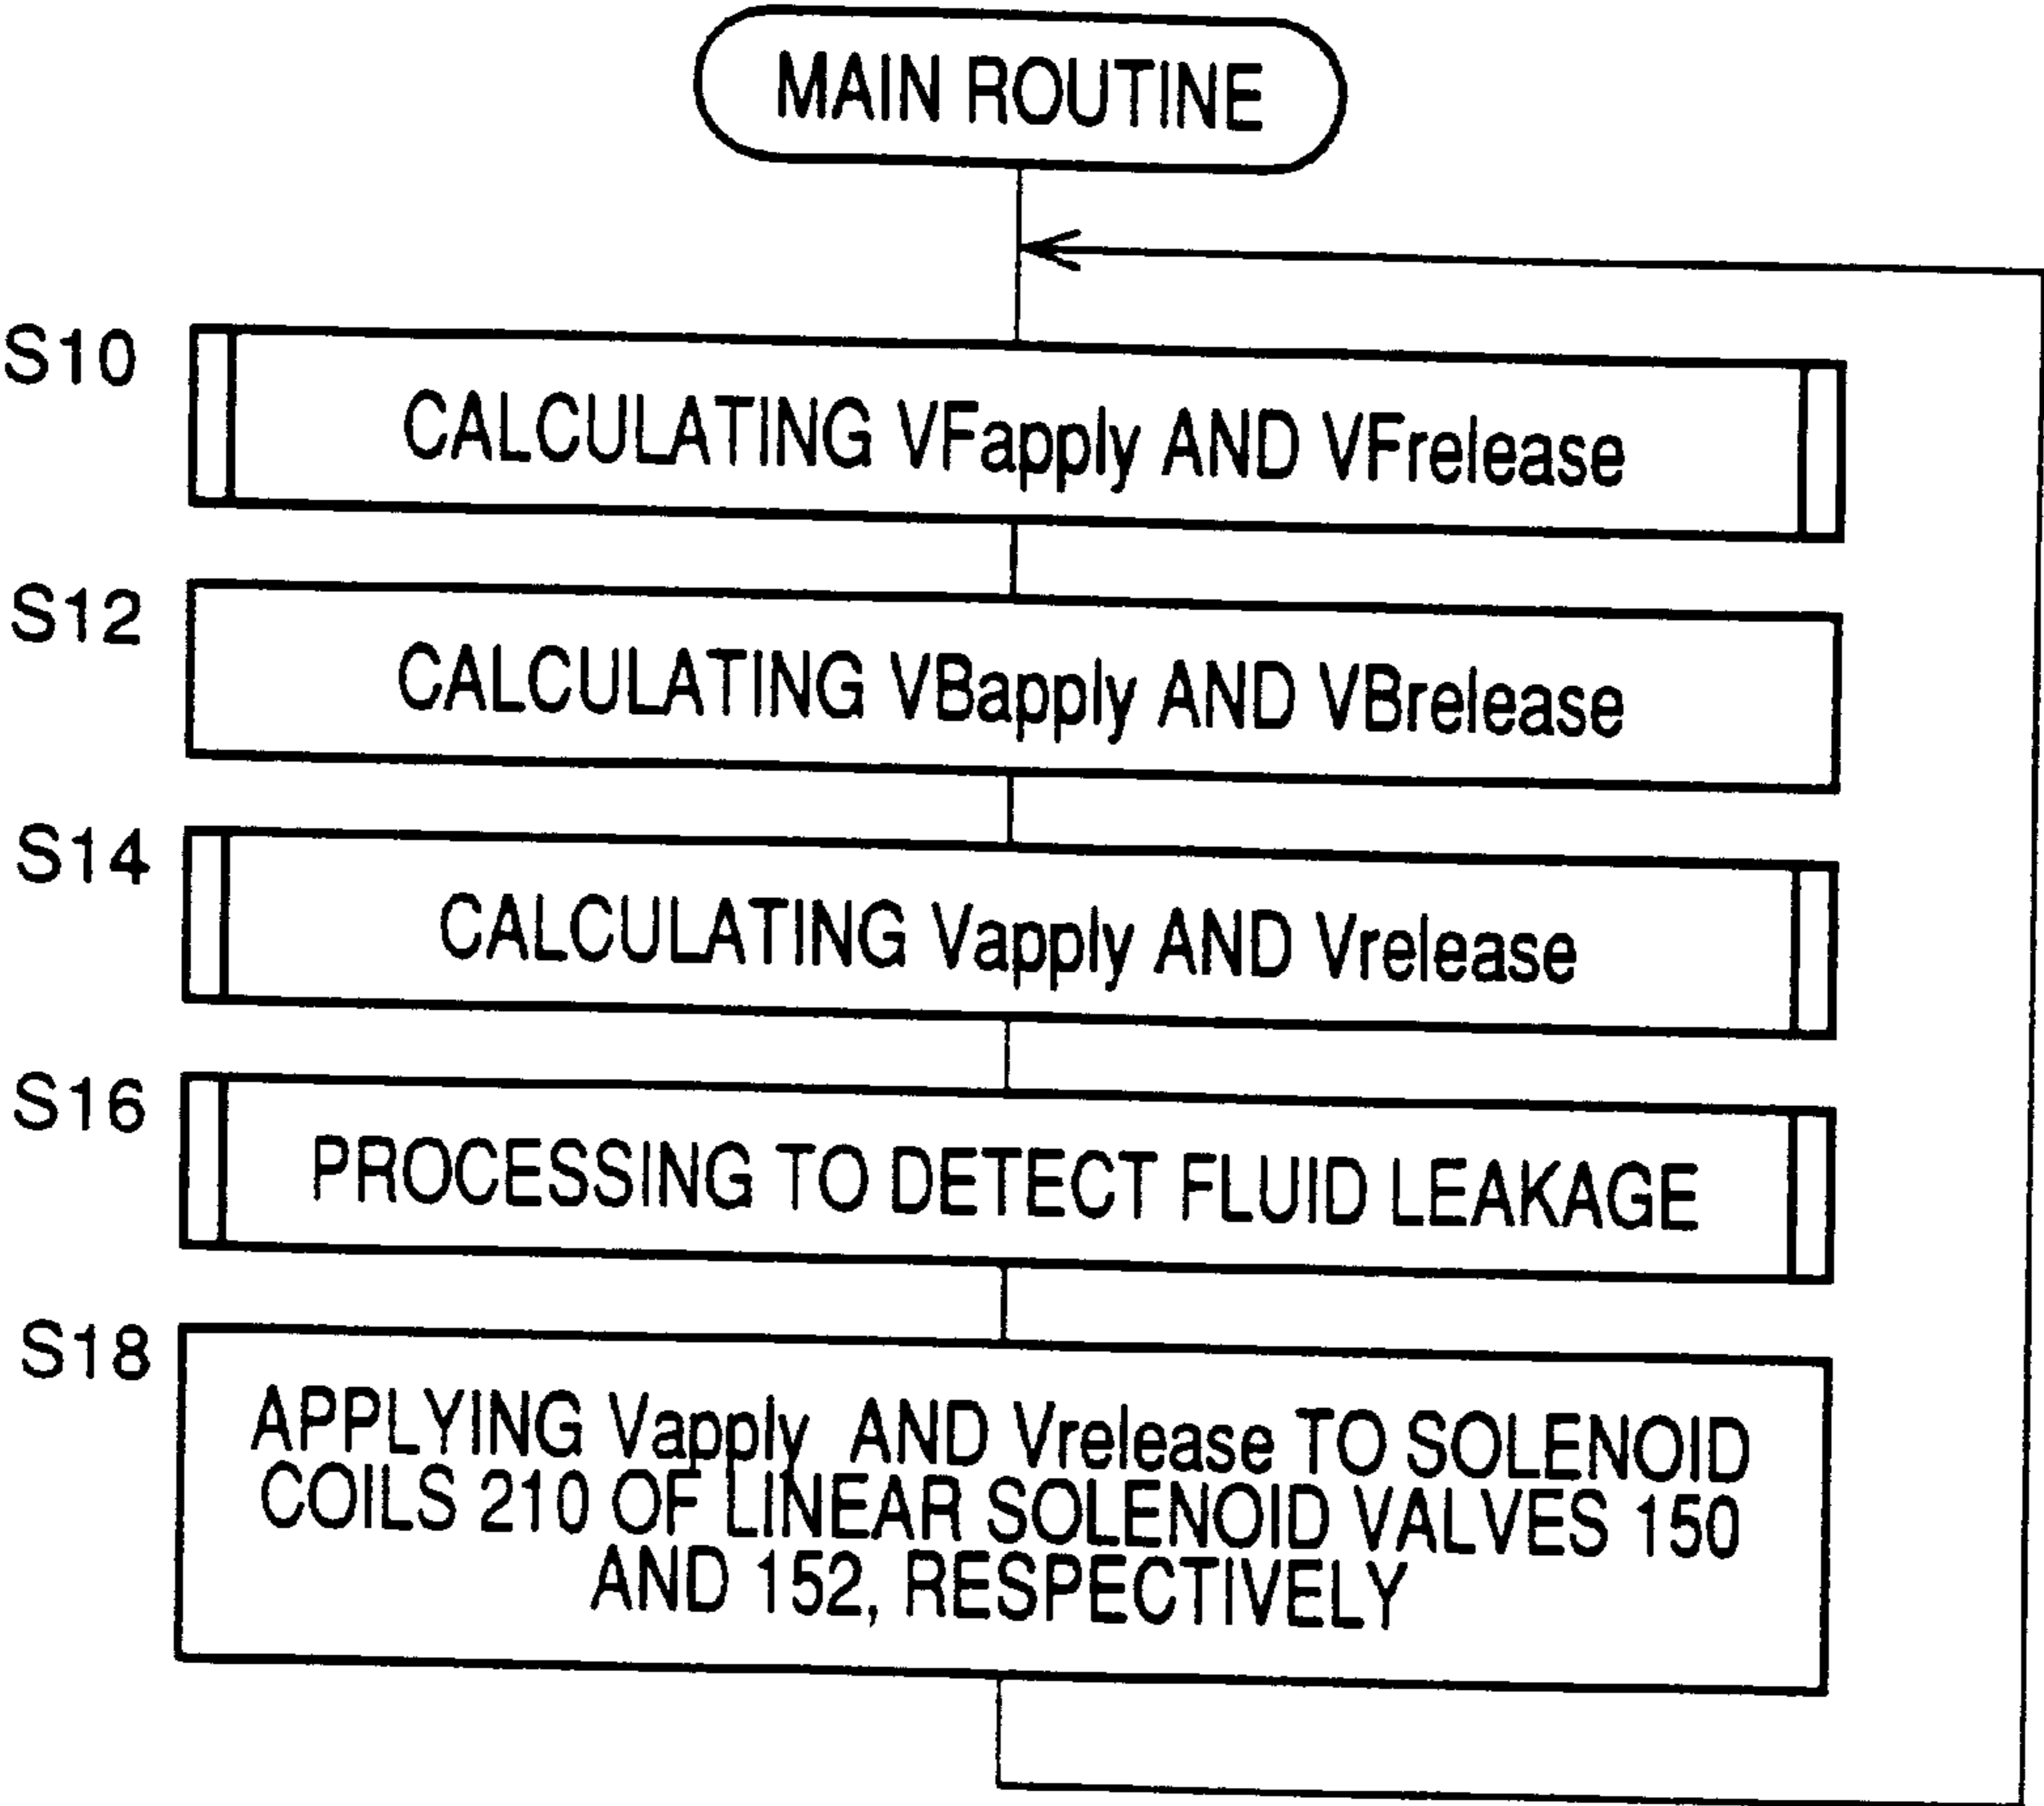 MAIN ROUTINE
S10
CALCULATING VFapply AND VFrelease
S12
CALCULATING VBapply AND VBrelease
S14
CALCULATING Vapply AND Vrelease
S16
PROCESSING TO DETECT FLUID LEAKAGE
S18
APPLYING Vapply AND Vrelease TO SOLENOID
COILS 210 OF LINEAR SOLENOID VALVES 150
AND 152, RESPECTIVELY